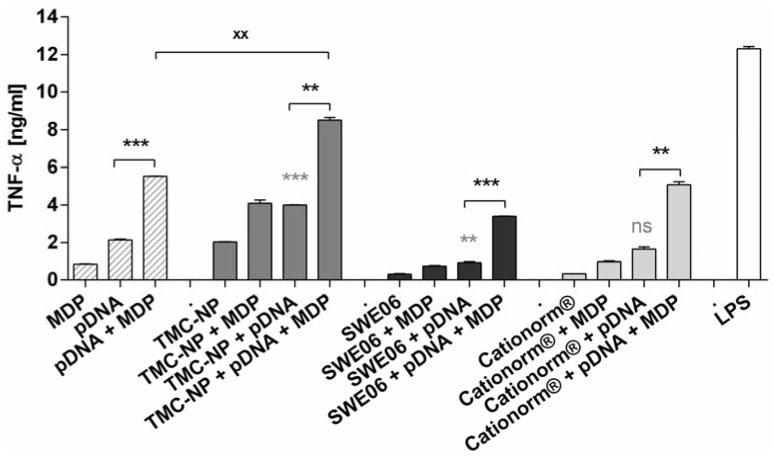 14
12
10
8
6
4
2
0
TNF-α [ng/ml]
xx
***
***
**
**
***
ns
**
MDP
pDNA
pDNA + MDP
.
TMC-NP
TMC-NP + MDP
TMC-NP + pDNA
TMC-NP + pDNA + MDP
.
SWE06
SWE06 + MDP
SWE06 + pDNA
SWE06 + pDNA + MDP
.
Cationorm®
Cationorm® + MDP
Cationorm® + pDNA
Cationorm® + pDNA + MDP
.
LPS